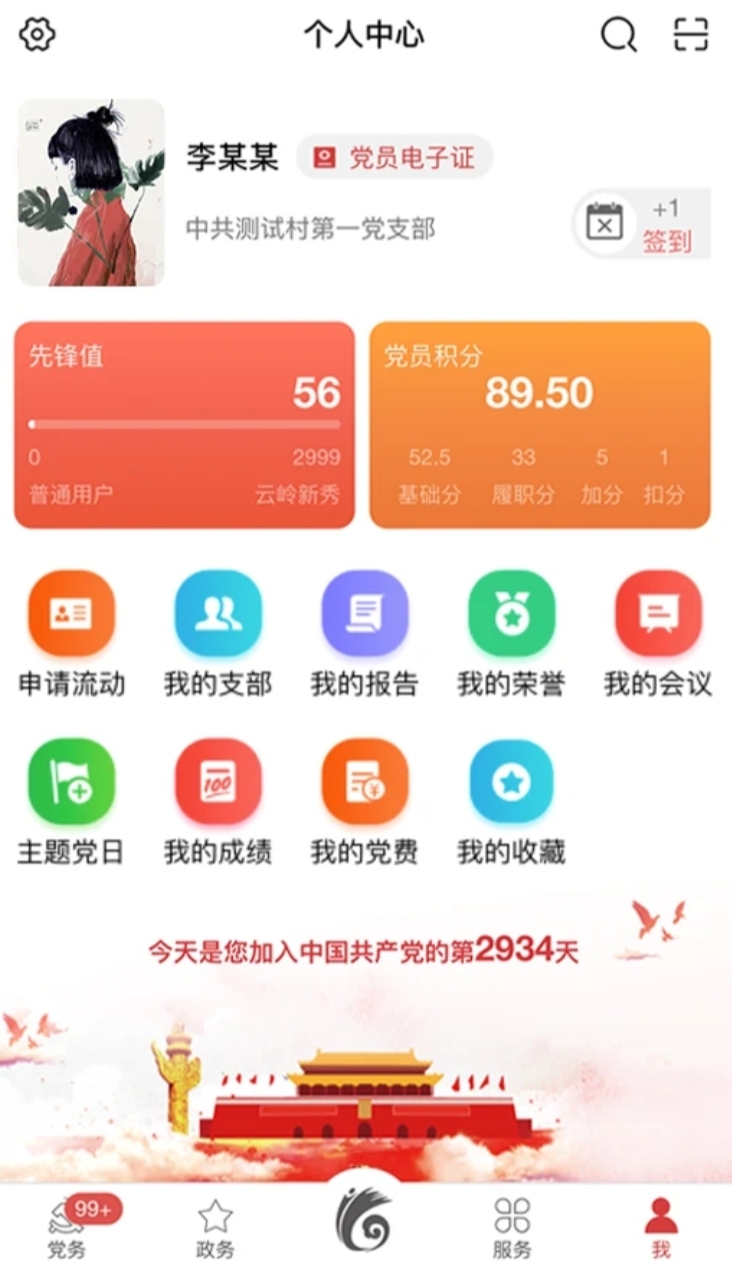 个人中心
李某某
党员电子证
中共测试村第一党支部
+1
签到
先锋值
56
0
2999
普通用户
云岭新秀
党员积分
89.50
52.5 33 5 1
基础分 履职分 加分 扣分
申请流动 我的支部 我的报告 我的荣誉 我的会议
100
主题党日 我的成绩 我的党费 我的收藏
今天是您加入中国共产党的第2934天
99+
党务 政务 服务 我